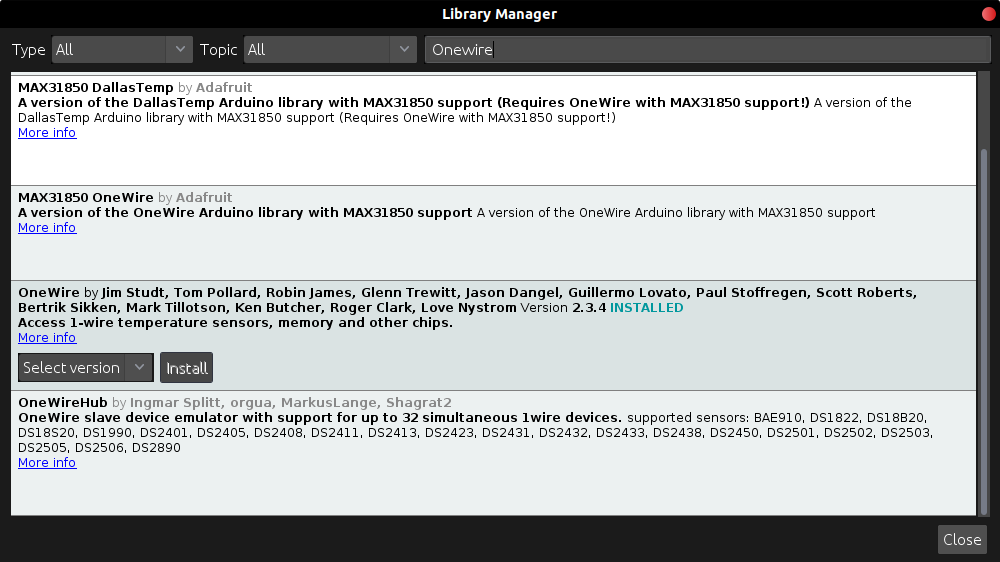 Library Manager
Type All Topic All Onewire
MAX31850 DallasTemp by Adafruit
A version of the DallasTemp Arduino library with MAX31850 support (Requires OneWire with MAX31850 support!) A version of the
DallasTemp Arduino library with MAX31850 support (Requires OneWire with MAX31850 support!)
More info
MAX31850 OneWire by Adafruit
A version of the OneWire Arduino library with MAX31850 support A version of the OneWire Arduino library with MAX31850 support
More info
OneWire by Jim Studt, Tom Pollard, Robin James, Glenn Trewitt, Jason Dangel, Guillermo Lovato, Paul Stoffregen, Scott Roberts,
Bertrik Sikken, Mark Tillotson, Ken Butcher, Roger Clark, Love Nystrom Version 2.3.4 INSTALLED
Access 1-wire temperature sensors, memory and other chips.
More info
Select version Install
OneWireHub by Ingmar Splitt, orgua, MarkusLange, Shagrat2
OneWire slave device emulator with support for up to 32 simultaneous 1wire devices. supported sensors: BAE910, DS1822, DS18B20,
DS18S20, DS1990, DS2401, DS2405, DS2408, DS2411, DS2413, DS2423, DS2431, DS2432, DS2433, DS2438, DS2450, DS2501, DS2502, DS2503,
DS2505, DS2506, DS2890
More info
Close